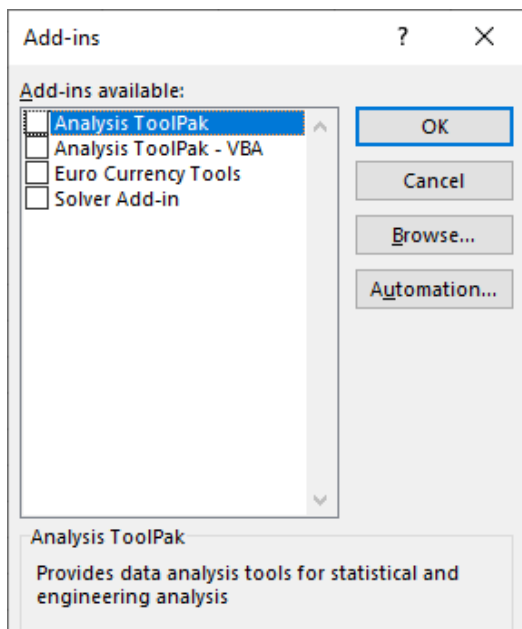 Add-ins ? ×
Add-ins available:
Analysis ToolPak
Analysis ToolPak - VBA
Euro Currency Tools
Solver Add-in
OK
Cancel
Browse...
Automation...
Analysis ToolPak
Provides data analysis tools for statistical and
engineering analysis